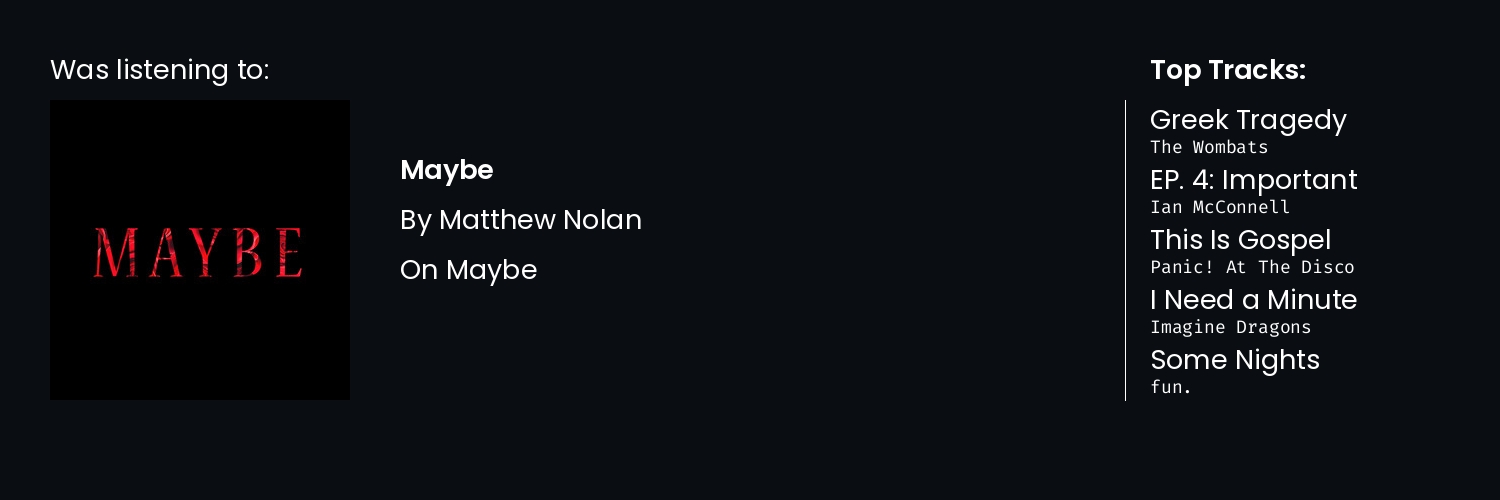 Was listening to:
MAYBE
Maybe
By Matthew Nolan
On Maybe
Top Tracks:
Greek Tragedy
The Wombats
EP. 4: Important
Ian McConnell
This Is Gospel
Panic! At The Disco
I Need a Minute
Imagine Dragons
Some Nights
fun.